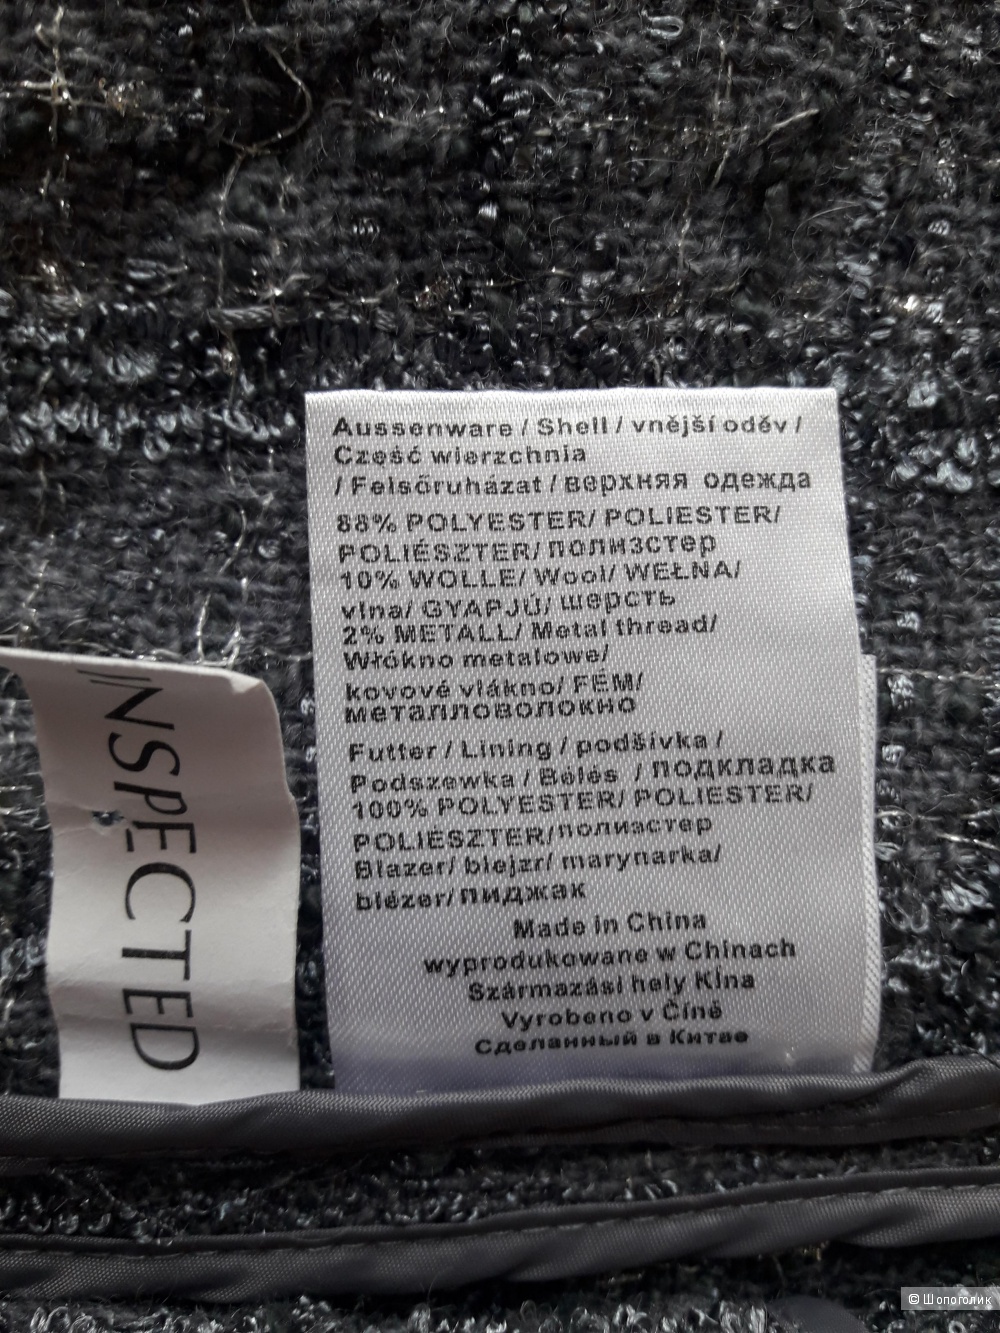 Aussenware / Shell / vnější oděv /
Część wierzchnia
/ Felsőruházat / верхняя одежда
88% POLYESTER/ POLIESTER/
POLIÉSZTER/ полиэстер
10% WOLLE/ Wool/ WEŁNA/
vlna/ GYAPJÚ/ шерсть
2% METALL/ Metal thread/
Włókno metalowe/
kovové vlákno/ FÉM/
металловолокно
Futter / Lining / podšívka /
Podszewka / Bélés / подкладка
100% POLYESTER/ POLIESTER/
POLIÉSZTER/полиэстер
Blazer/ blejzr/ marynarka/
blézer/ пиджак
Made in China
wyprodukowane w Chinach
Származási hely Kína
Vyrobeno v Číně
Сделанный в Китае
INSPECTED
© Шопоголик